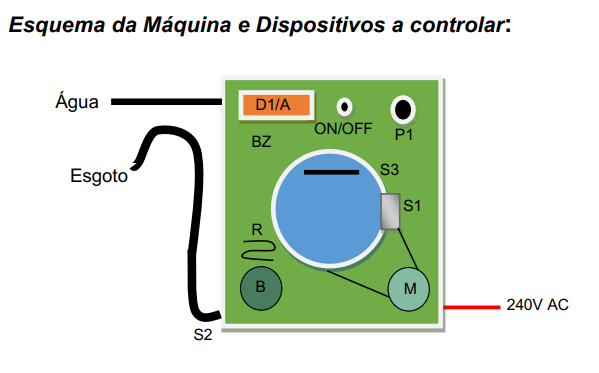 Esquema da Máquina e Dispositivos a controlar:
Água
D1/A
ON/OFF
P1
BZ
S3
Esgoto
S1
R
B
M
240V AC
S2